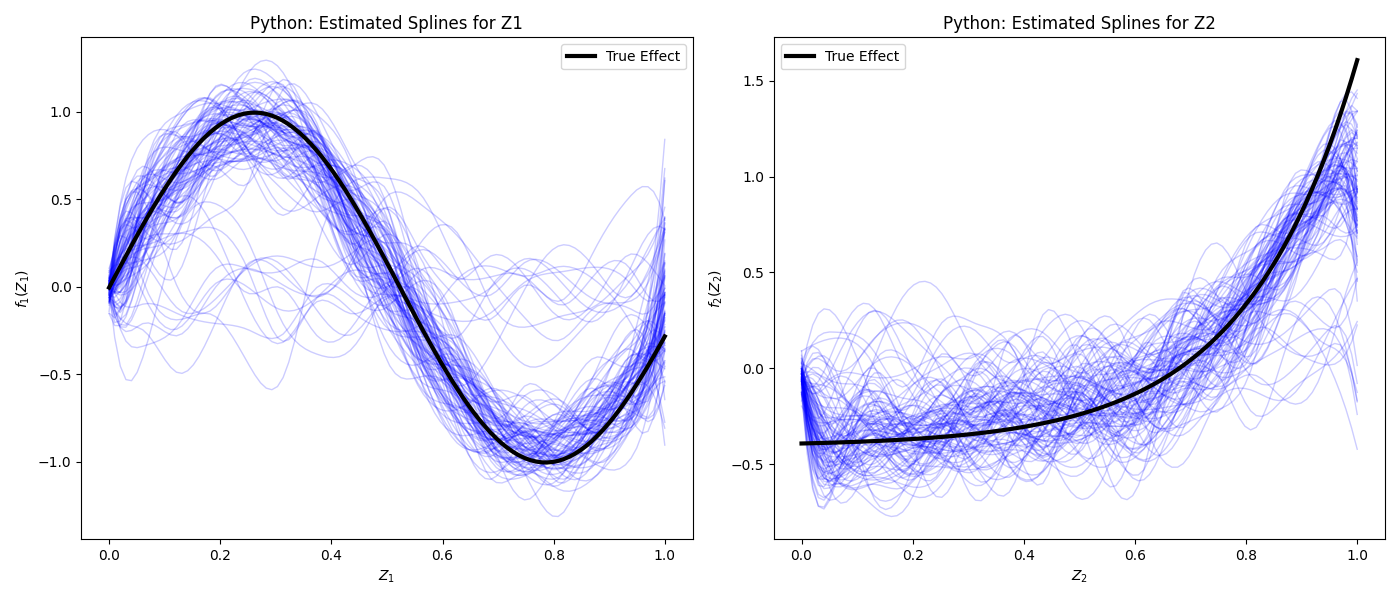 Python: Estimated Splines for Z1
True Effect
1.0
0.5
0.0
−0.5
−1.0
f₁(Z₁)
0.0 0.2 0.4 0.6 0.8 1.0
Z₁
Python: Estimated Splines for Z2
True Effect
1.5
1.0
0.5
0.0
−0.5
f₂(Z₂)
0.0 0.2 0.4 0.6 0.8 1.0
Z₂